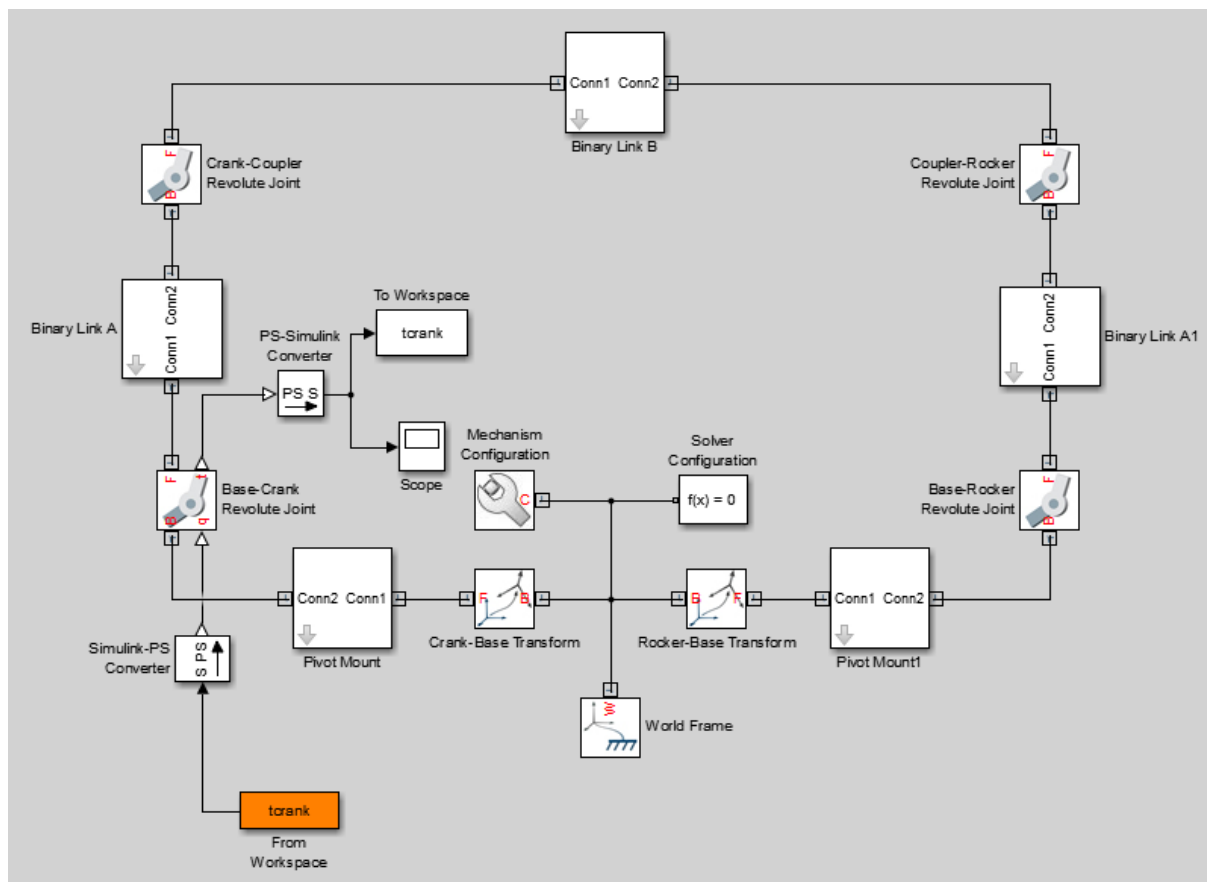 Conn1 Conn2
Binary Link B
F
Crank-Coupler
Revolute Joint
B
Coupler-Rocker
Revolute Joint
F
B
Binary Link A
Conn1 Conn2
To Workspace
tcrank
PS-Simulink
Converter
PS S
Scope
Conn1 Conn2
Binary Link A1
Mechanism
Configuration
C
Solver
Configuration
f(x) = 0
F
t
B
q
Base-Crank
Revolute Joint
Base-Rocker
Revolute Joint
F
B
Conn2 Conn1
Pivot Mount
F
B
Crank-Base Transform
B
F
Rocker-Base Transform
Conn1 Conn2
Pivot Mount1
Simulink-PS
Converter
S PS
W
World Frame
tcrank
From
Workspace